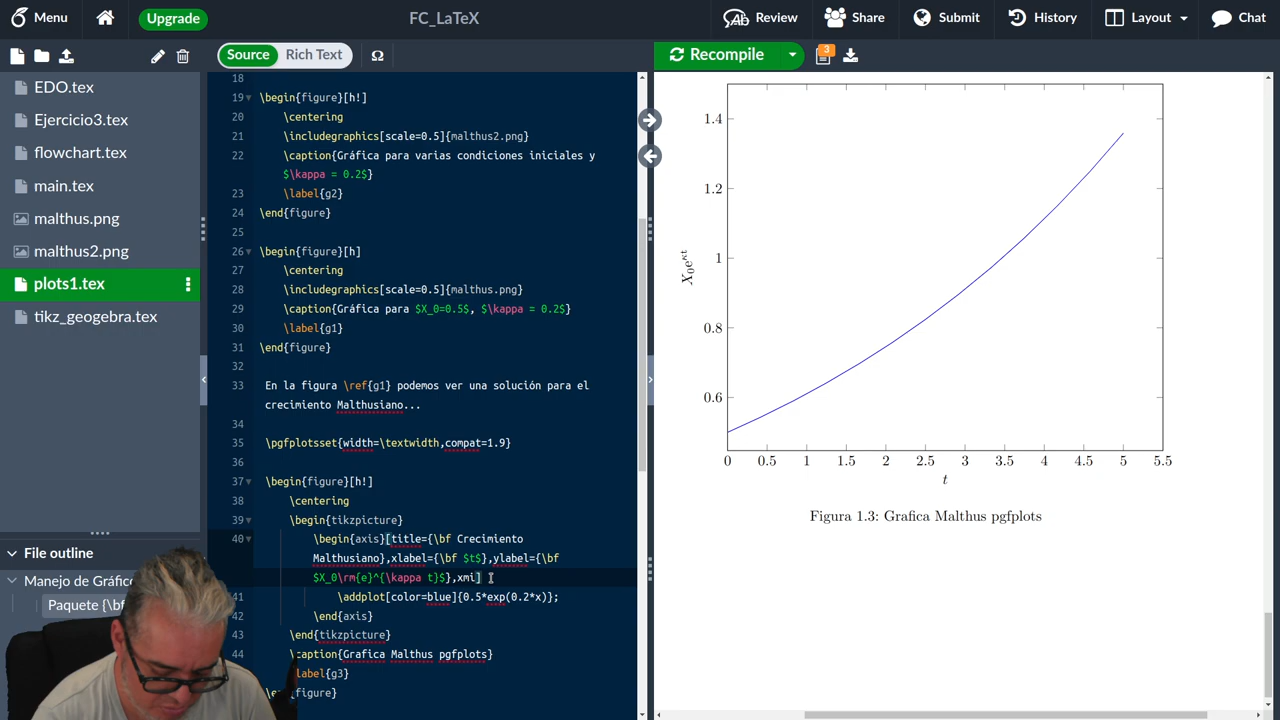 Menu
Upgrade
FC_LaTeX
Review
Share
Submit
History
Layout
Chat
Source
Rich Text
Ω
Recompile
3
EDO.tex
Ejercicio3.tex
flowchart.tex
main.tex
malthus.png
malthus2.png
plots1.tex
tikz_geogebra.tex
File outline
Manejo de Gráfic
Paquete [\bf
18
19 \begin{figure}[h!]
20 \centering
21 \includegraphics[scale=0.5]{malthus2.png}
22 \caption{Gráfica para varias condiciones iniciales y
$\kappa = 0.2$}
23 \label{g2}
24 \end{figure}
25
26 \begin{figure}[h]
27 \centering
28 \includegraphics[scale=0.5]{malthus.png}
29 \caption{Gráfica para $X_0=0.5$, $\kappa = 0.2$}
30 \label{g1}
31 \end{figure}
32
33 En la figura \ref{g1} podemos ver una solución para el
crecimiento Malthusiano...
34
35 \pgfplotsset{width=\textwidth,compat=1.9}
36
37 \begin{figure}[h!]
38 \centering
39 \begin{tikzpicture}
40 \begin{axis}[title={\bf Crecimiento
Malthusiano},xlabel={\bf $t$},ylabel={\bf
$X_0\rm{e}^{\kappa t}$},xmi]
41 \addplot[color=blue]{0.5*exp(0.2*x)};
42 \end{axis}
43 \end{tikzpicture}
44 \caption{Grafica Malthus pgfplots}
label{g3}
{figure}
1.4
1.2
1
0.8
0.6
X₀e^κt
0 0.5 1 1.5 2 2.5 3 3.5 4 4.5 5 5.5
t
Figura 1.3: Grafica Malthus pgfplots